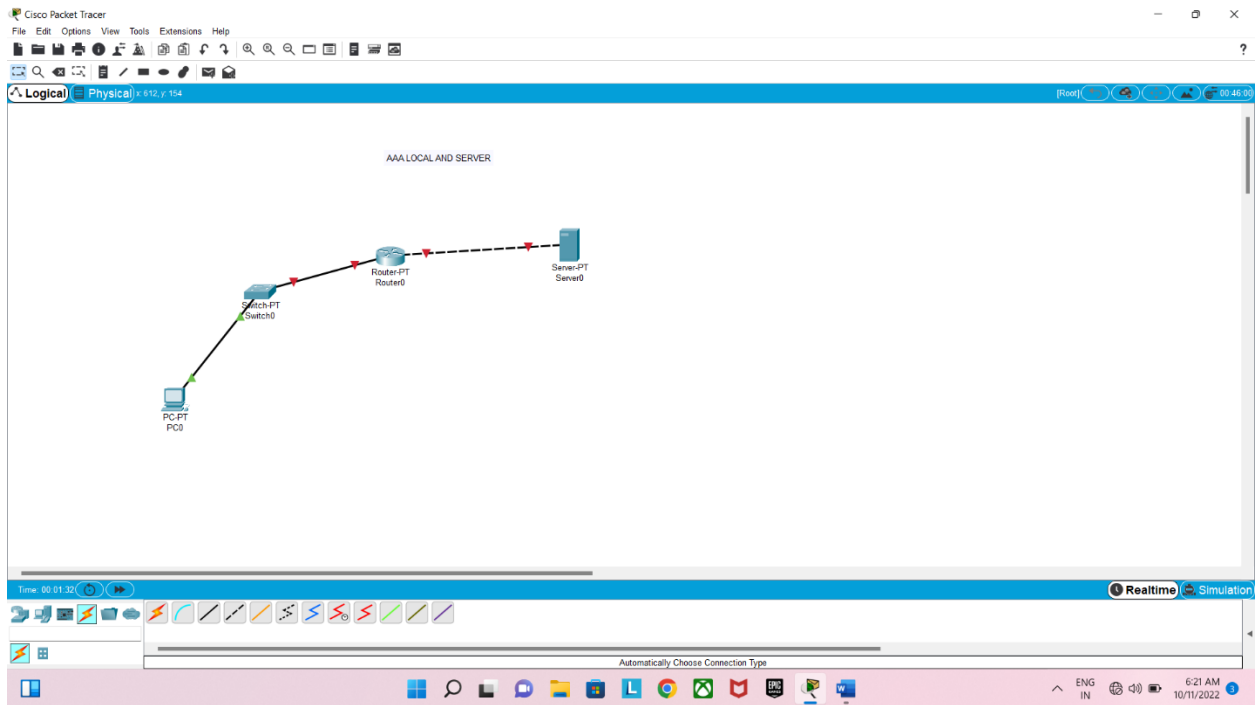 Cisco Packet Tracer
File Edit Options View Tools Extensions Help
?
Logical Physical x: 612, y: 154
[Root] 00:46:00
AAA LOCAL AND SERVER
Router-PT
Router0
Server-PT
Server0
Switch-PT
Switch0
PC-PT
PC0
Time: 00:01:32
Realtime Simulation
Automatically Choose Connection Type
L EPIC W
ENG
IN
6:21 AM
10/11/2022
3